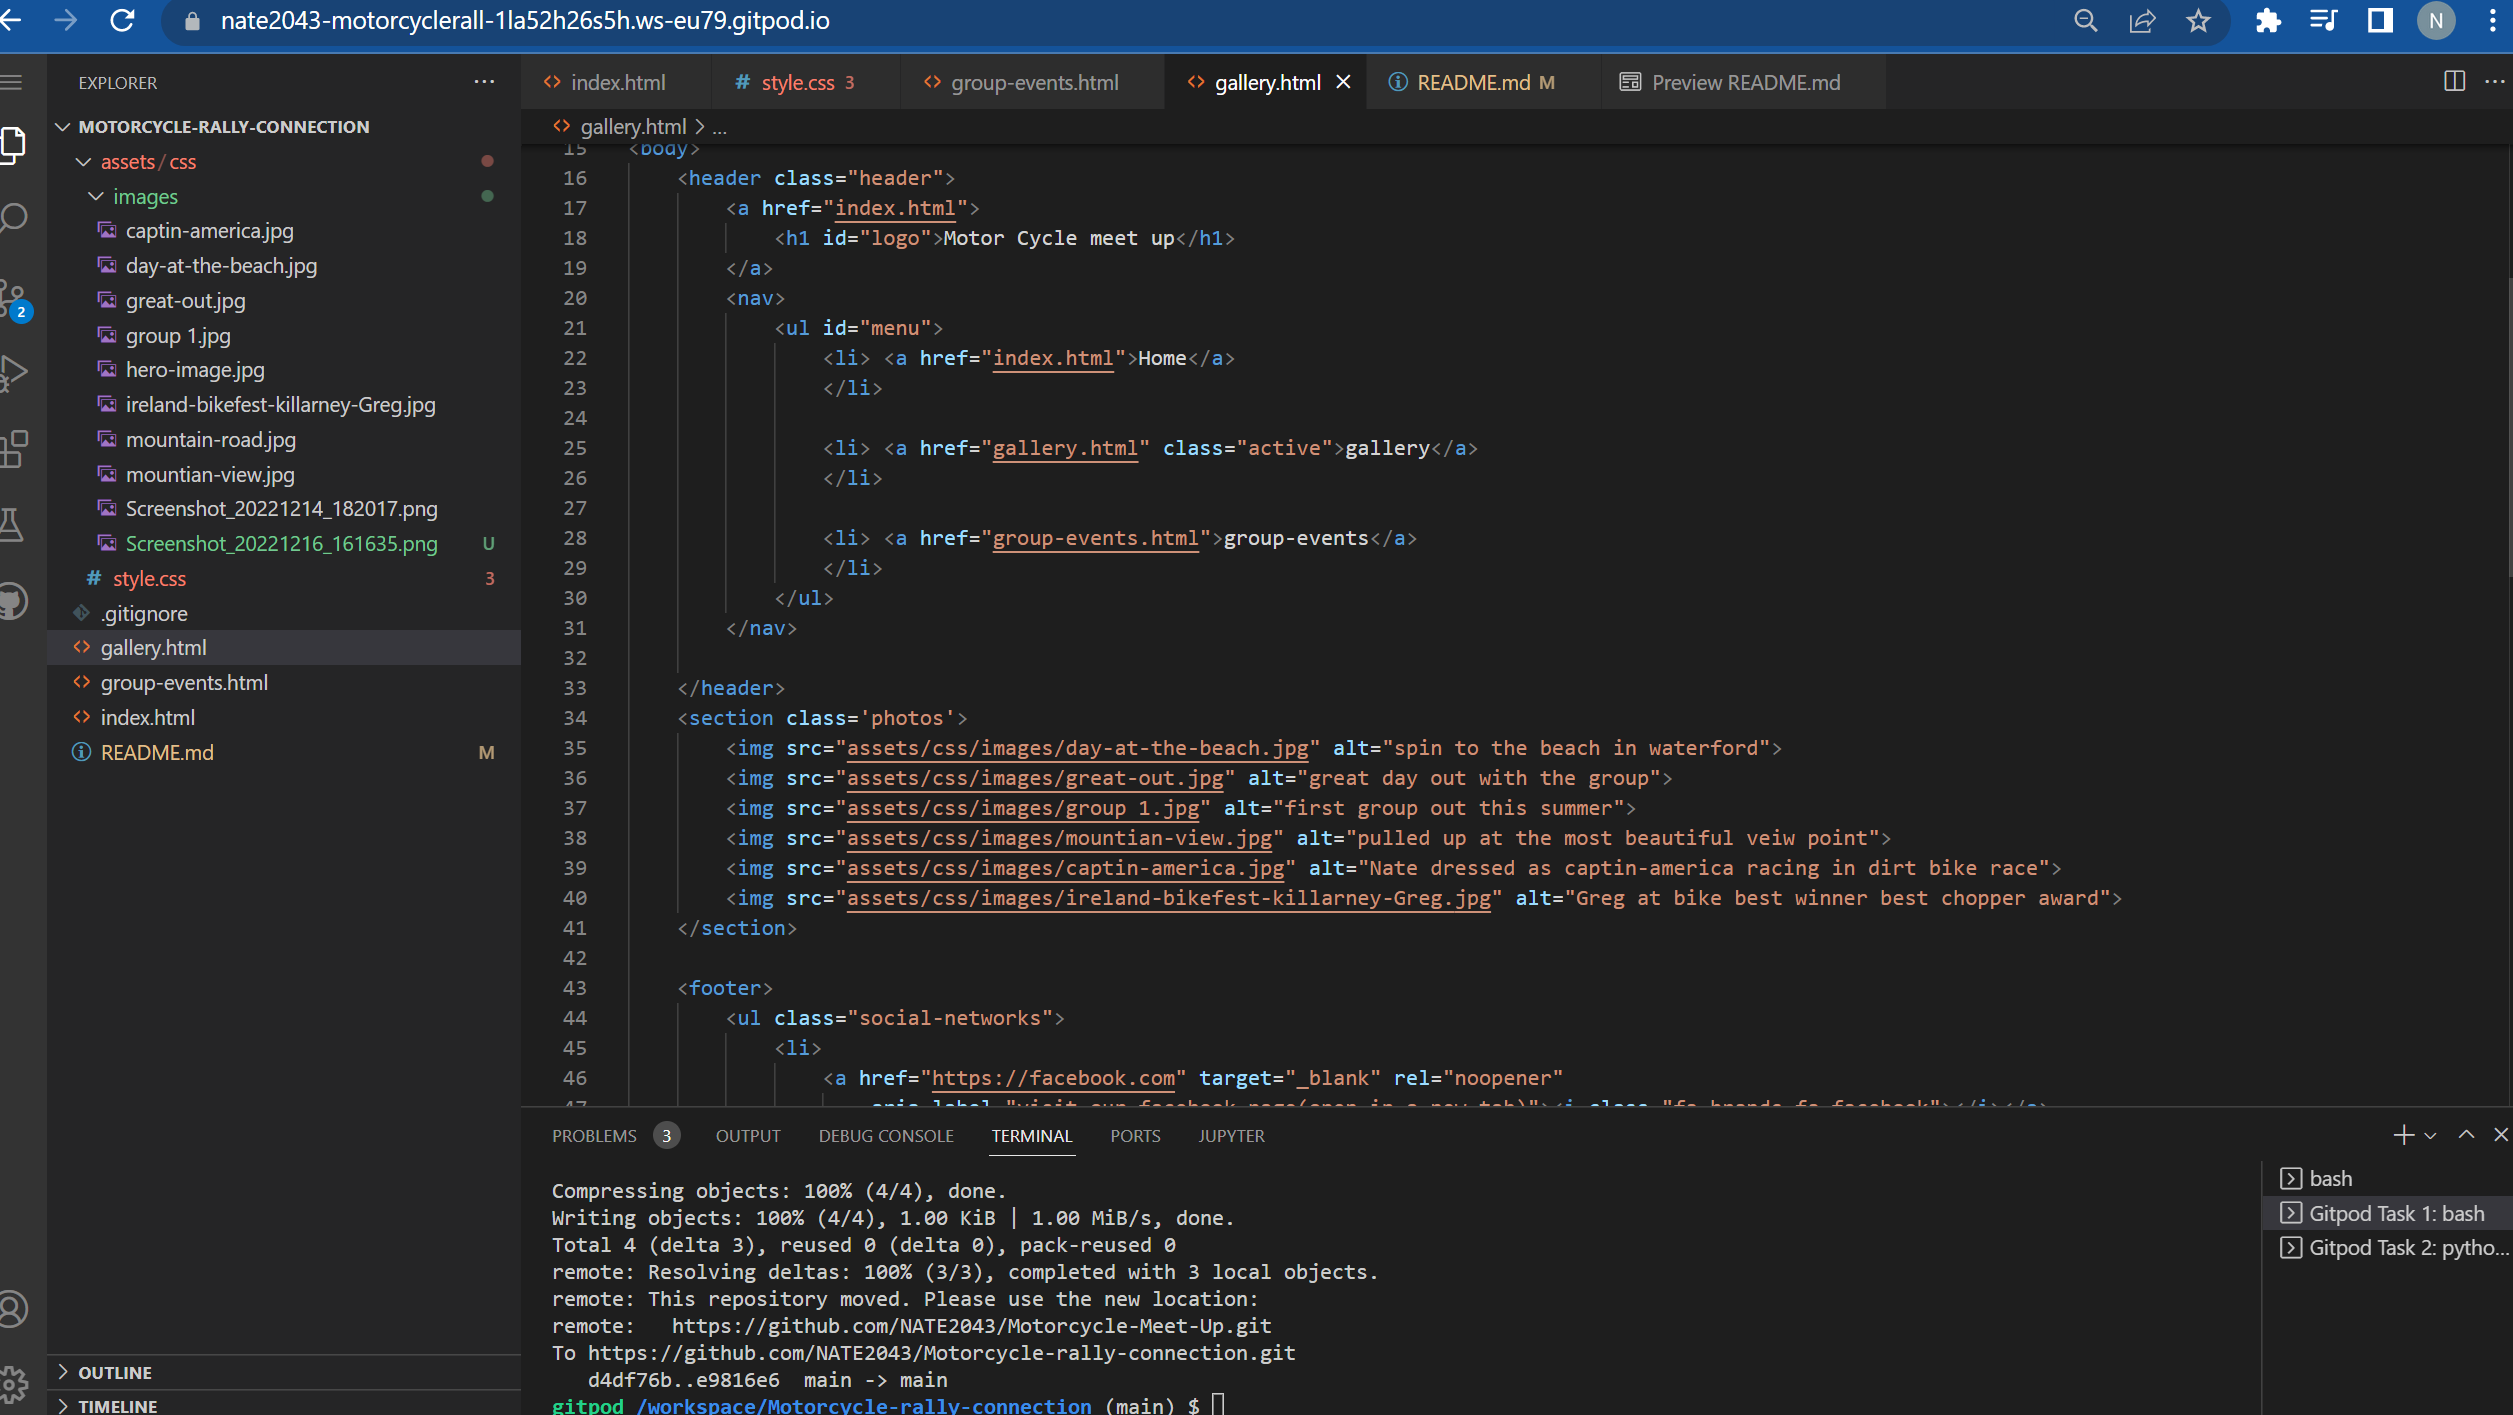 nate2043-motorcyclerall-1la52h26s5h.ws-eu79.gitpod.io
N
EXPLORER
index.html
style.css 3
group-events.html
gallery.html
README.md M
Preview README.md
MOTORCYCLE-RALLY-CONNECTION
assets/css
images
captin-america.jpg
day-at-the-beach.jpg
great-out.jpg
group 1.jpg
hero-image.jpg
ireland-bikefest-killarney-Greg.jpg
mountain-road.jpg
mountian-view.jpg
Screenshot_20221214_182017.png
Screenshot_20221216_161635.png U
# style.css 3
.gitignore
gallery.html
group-events.html
index.html
README.md M
2
OUTLINE
TIMELINE
gallery.html > ...
15 <body>
16 <header class="header">
17 <a href="index.html">
18 <h1 id="logo">Motor Cycle meet up</h1>
19 </a>
20 <nav>
21 <ul id="menu">
22 <li> <a href="index.html">Home</a>
23 </li>
24
25 <li> <a href="gallery.html" class="active">gallery</a>
26 </li>
27
28 <li> <a href="group-events.html">group-events</a>
29 </li>
30 </ul>
31 </nav>
32
33 </header>
34 <section class='photos'>
35 <img src="assets/css/images/day-at-the-beach.jpg" alt="spin to the beach in waterford">
36 <img src="assets/css/images/great-out.jpg" alt="great day out with the group">
37 <img src="assets/css/images/group 1.jpg" alt="first group out this summer">
38 <img src="assets/css/images/mountian-view.jpg" alt="pulled up at the most beautiful veiw point">
39 <img src="assets/css/images/captin-america.jpg" alt="Nate dressed as captin-america racing in dirt bike race">
40 <img src="assets/css/images/ireland-bikefest-killarney-Greg.jpg" alt="Greg at bike best winner best chopper award">
41 </section>
42
43 <footer>
44 <ul class="social-networks">
45 <li>
46 <a href="https://facebook.com" target="_blank" rel="noopener"
PROBLEMS 3 OUTPUT DEBUG CONSOLE TERMINAL PORTS JUPYTER
Compressing objects: 100% (4/4), done.
Writing objects: 100% (4/4), 1.00 KiB | 1.00 MiB/s, done.
Total 4 (delta 3), reused 0 (delta 0), pack-reused 0
remote: Resolving deltas: 100% (3/3), completed with 3 local objects.
remote: This repository moved. Please use the new location:
remote:   https://github.com/NATE2043/Motorcycle-Meet-Up.git
To https://github.com/NATE2043/Motorcycle-rally-connection.git
d4df76b..e9816e6  main -> main
gitpod /workspace/Motorcycle-rally-connection (main) $
bash
Gitpod Task 1: bash
Gitpod Task 2: pytho...